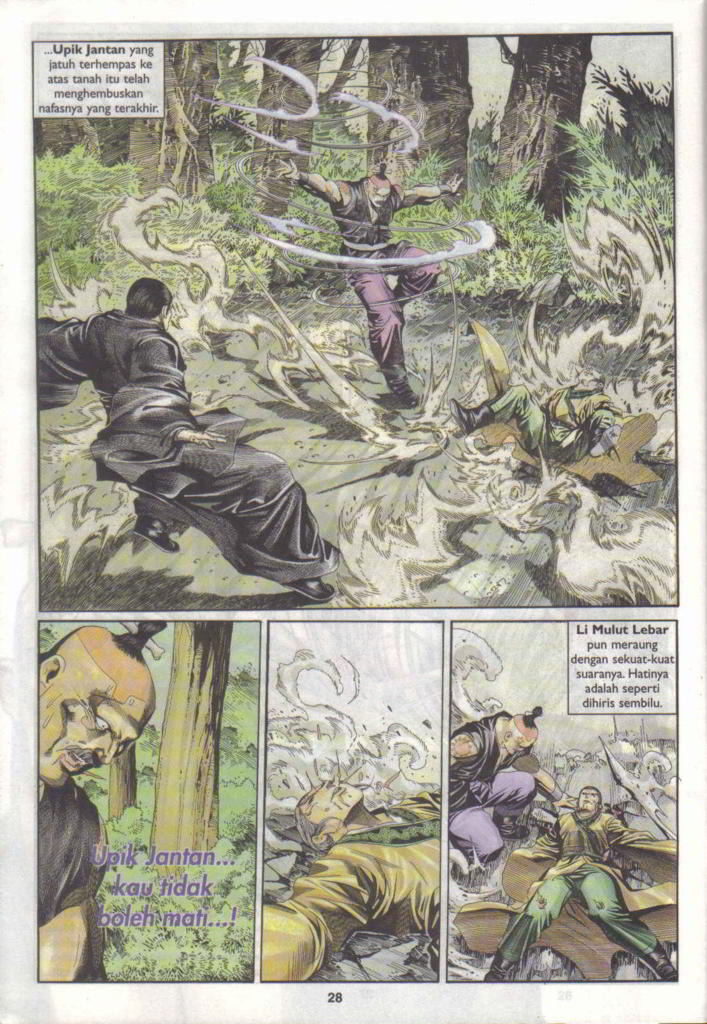 ...Upik Jantan yang
jatuh terhempas ke
atas tanah itu telah
menghembuskan
nafasnya yang terakhir.
Upik Jantan...
kau tidak
boleh mati...!
Li Mulut Lebar
pun meraung
dengan sekuat-kuat
suaranya. Hatinya
adalah seperti
dihiris sembilu.
28